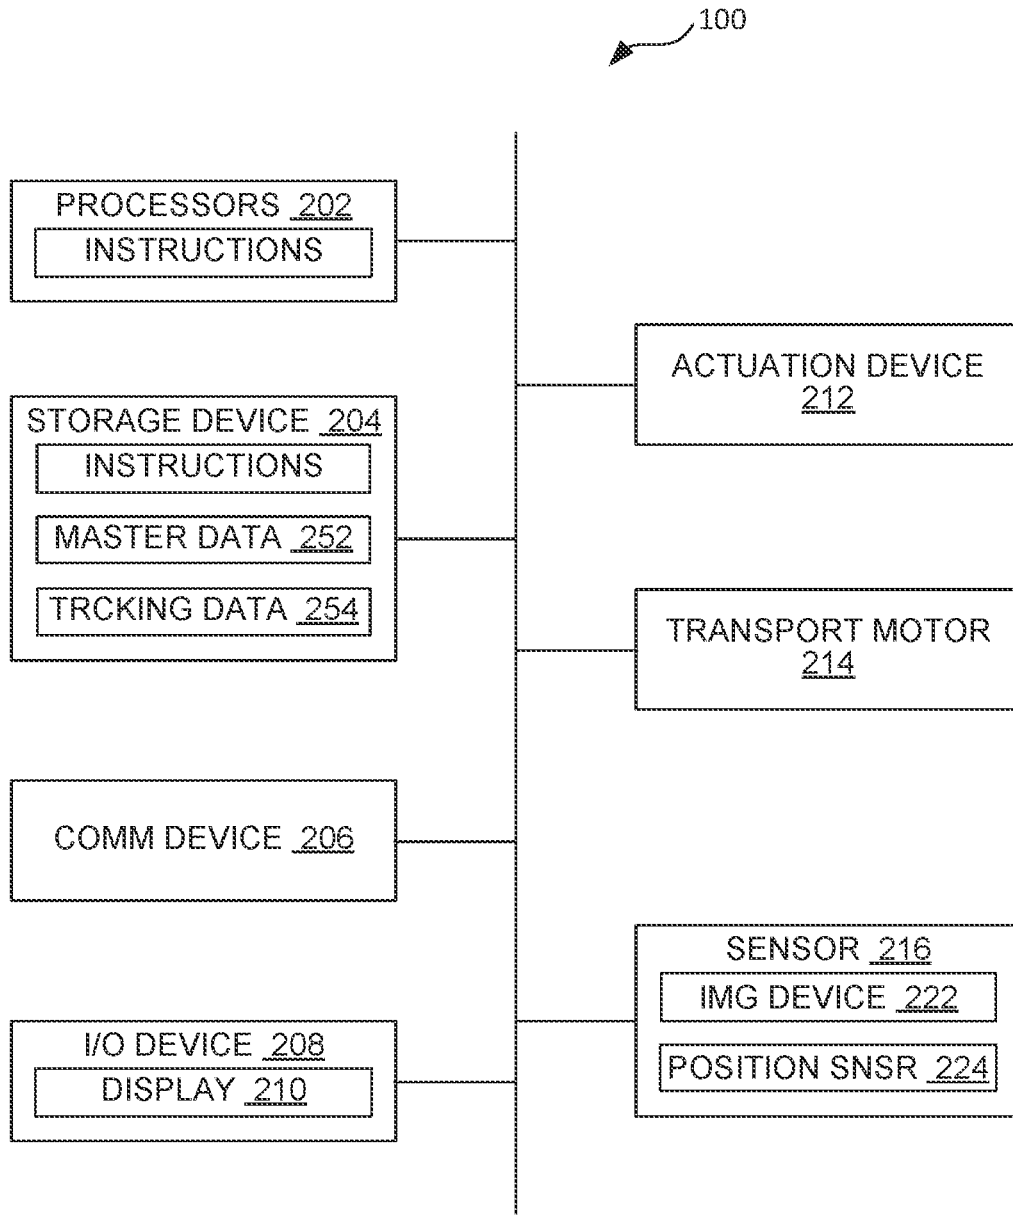 100
PROCESSORS 202
INSTRUCTIONS
STORAGE DEVICE 204
INSTRUCTIONS
MASTER DATA 252
TRCKING DATA 254
COMM DEVICE 206
I/O DEVICE 208
DISPLAY 210
ACTUATION DEVICE
212
TRANSPORT MOTOR
214
SENSOR 216
IMG DEVICE 222
POSITION SNSR 224